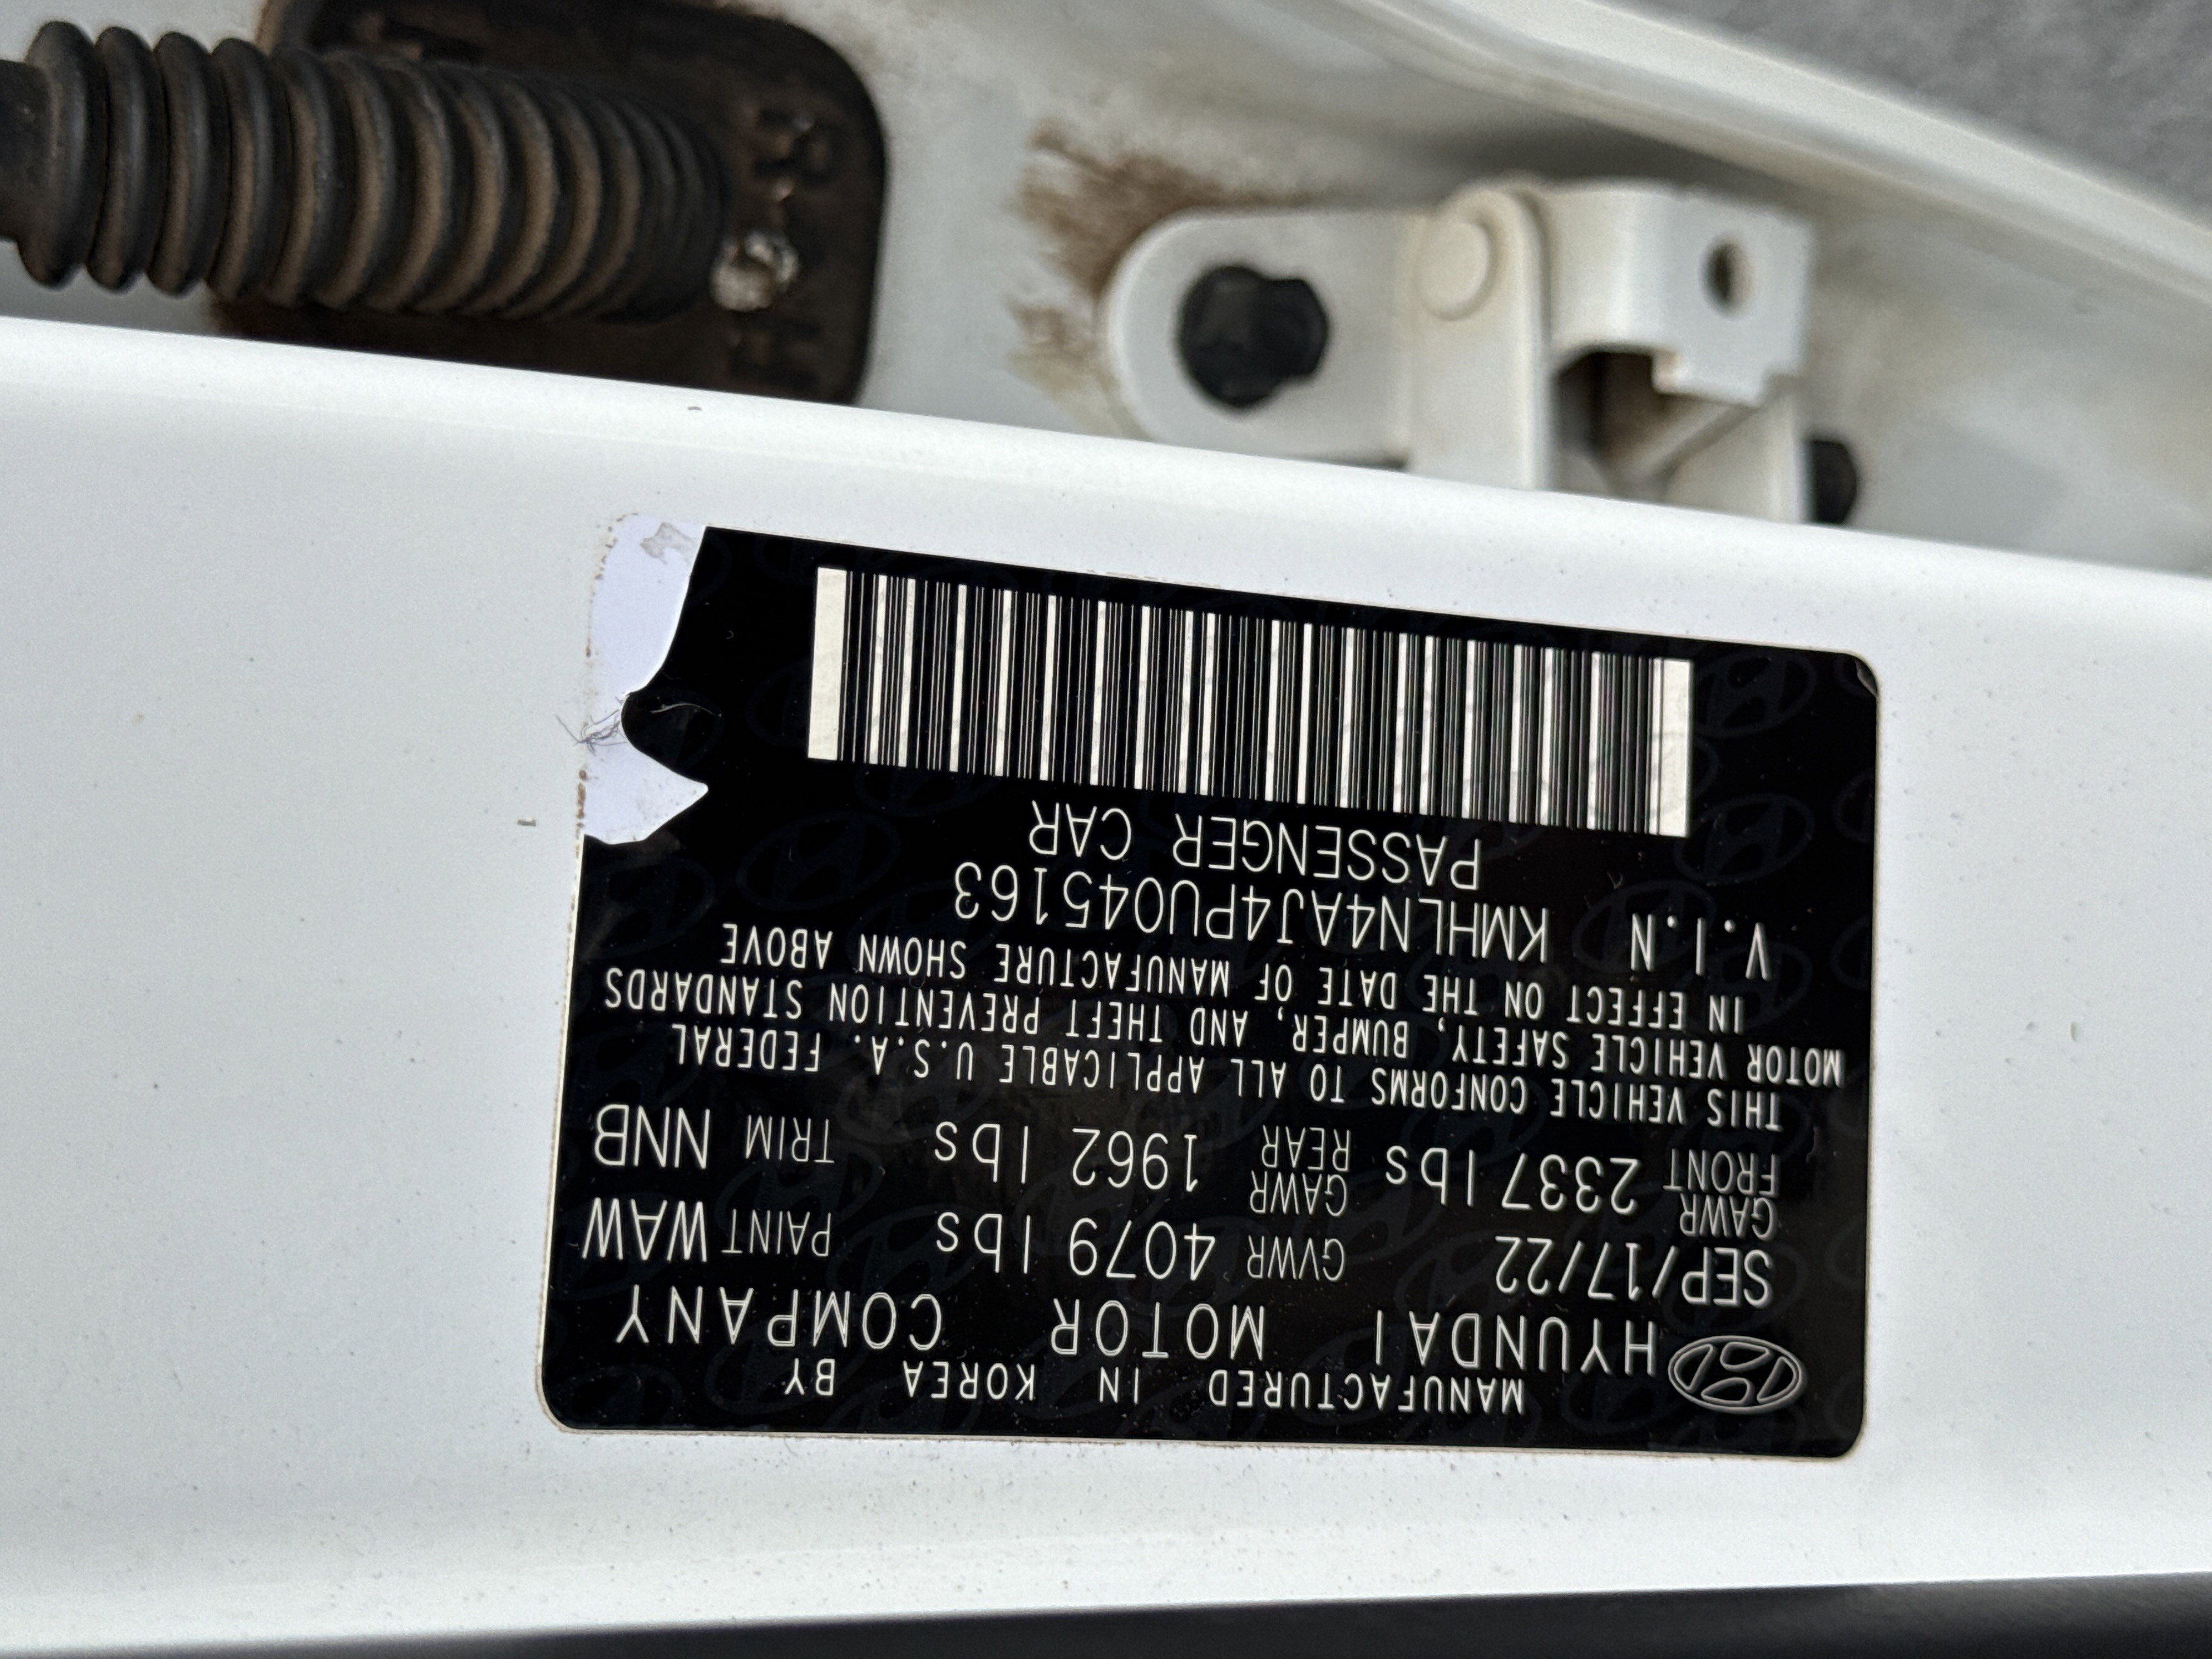 MANUFACTURED IN KOREA BY
HYUNDAI MOTOR COMPANY
SEP/17/22 GVWR 4079 lbs PAINT WAW
GAWR FRONT 2337 lbs GAWR REAR 1962 lbs TRIM NNB
THIS VEHICLE CONFORMS TO ALL APPLICABLE U.S.A. FEDERAL
MOTOR VEHICLE SAFETY, BUMPER, AND THEFT PREVENTION STANDARDS
IN EFFECT ON THE DATE OF MANUFACTURE SHOWN ABOVE
V.I.N KMHLN4AJ4PU045163
PASSENGER CAR